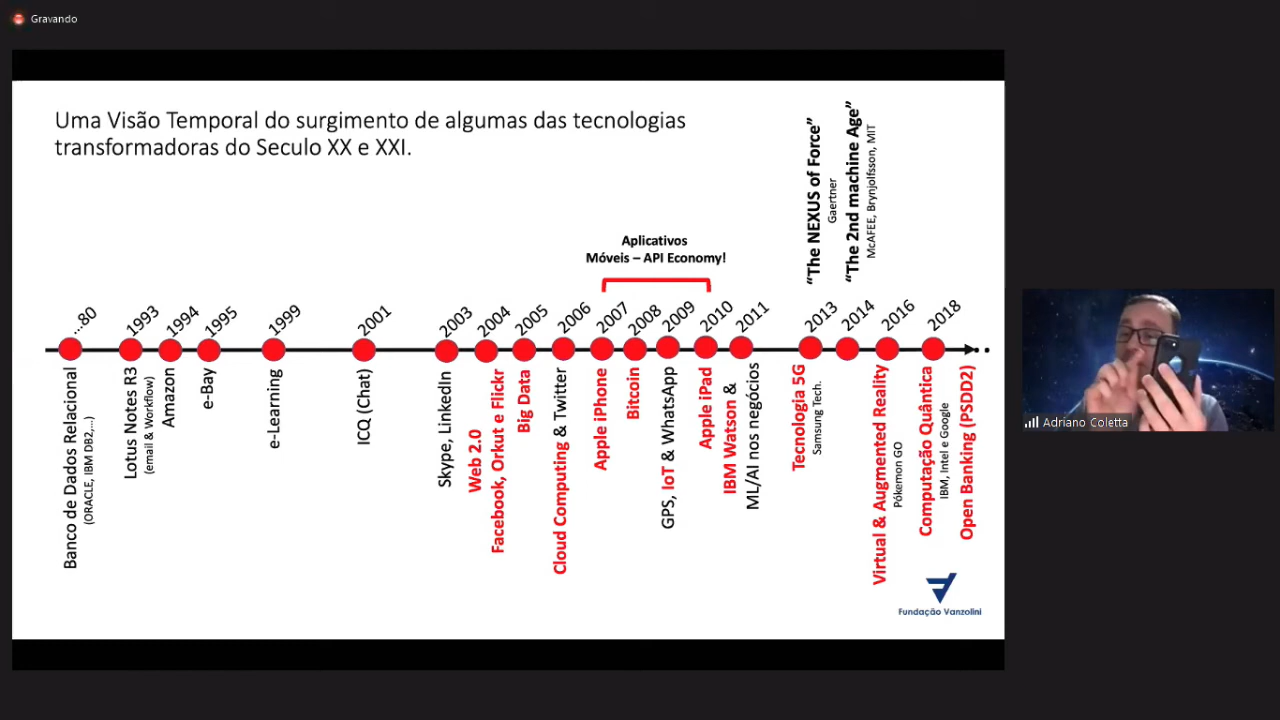 Gravando
Uma Visão Temporal do surgimento de algumas das tecnologias
transformadoras do Seculo XX e XXI.
“The NEXUS of Force”
Gaertner
“The 2nd machine Age”
McAFEE, Brynjolfsson, MIT
Aplicativos
Móveis – API Economy!
...80
1993
1994
1995
1999
2001
2003
2004
2005
2006
2007
2008
2009
2010
2011
2013
2014
2016
2018
Banco de Dados Relacional
(ORACLE, IBM DB2,...)
Lotus Notes R3
(email & Workflow)
Amazon
e-Bay
e-Learning
ICQ (Chat)
Skype, LinkedIn
Web 2.0
Facebook, Orkut e Flickr
Big Data
Cloud Computing & Twitter
Apple iPhone
Bitcoin
GPS, IoT & WhatsApp
Apple iPad
IBM Watson &
ML/AI nos negócios
Tecnologia 5G
Samsung Tech.
Virtual & Augmented Reality
Pókemon GO
Computação Quântica
IBM, Intel e Google
Open Banking (PSDD2)
Fundação Vanzolini
Adriano Coletta